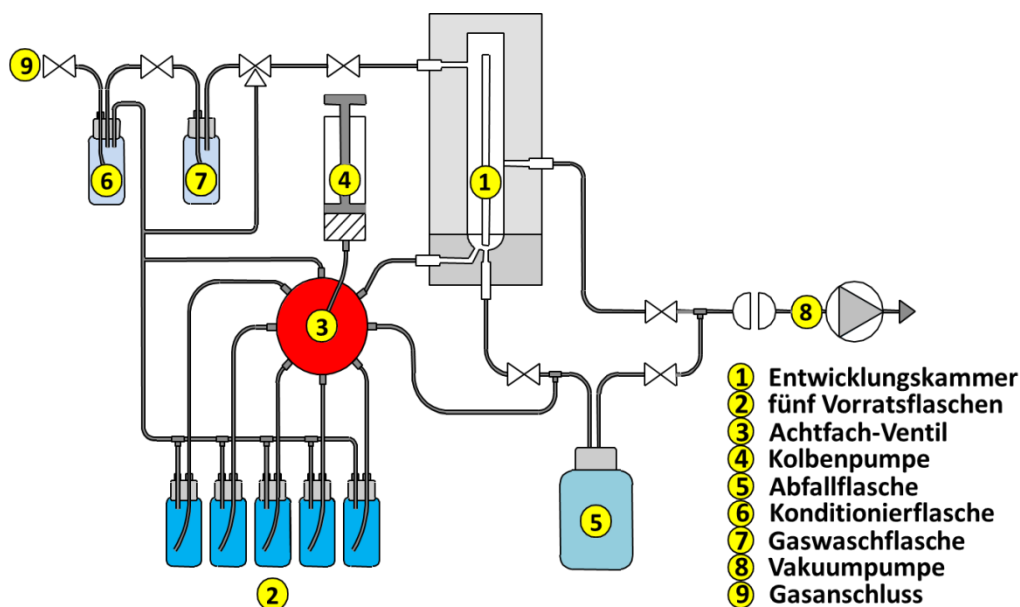 9
4
1
6
7
3
8
5
2
1 Entwicklungskammer
2 fünf Vorratsflaschen
3 Achtfach-Ventil
4 Kolbenpumpe
5 Abfallflasche
6 Konditionierflasche
7 Gaswaschflasche
8 Vakuumpumpe
9 Gasanschluss